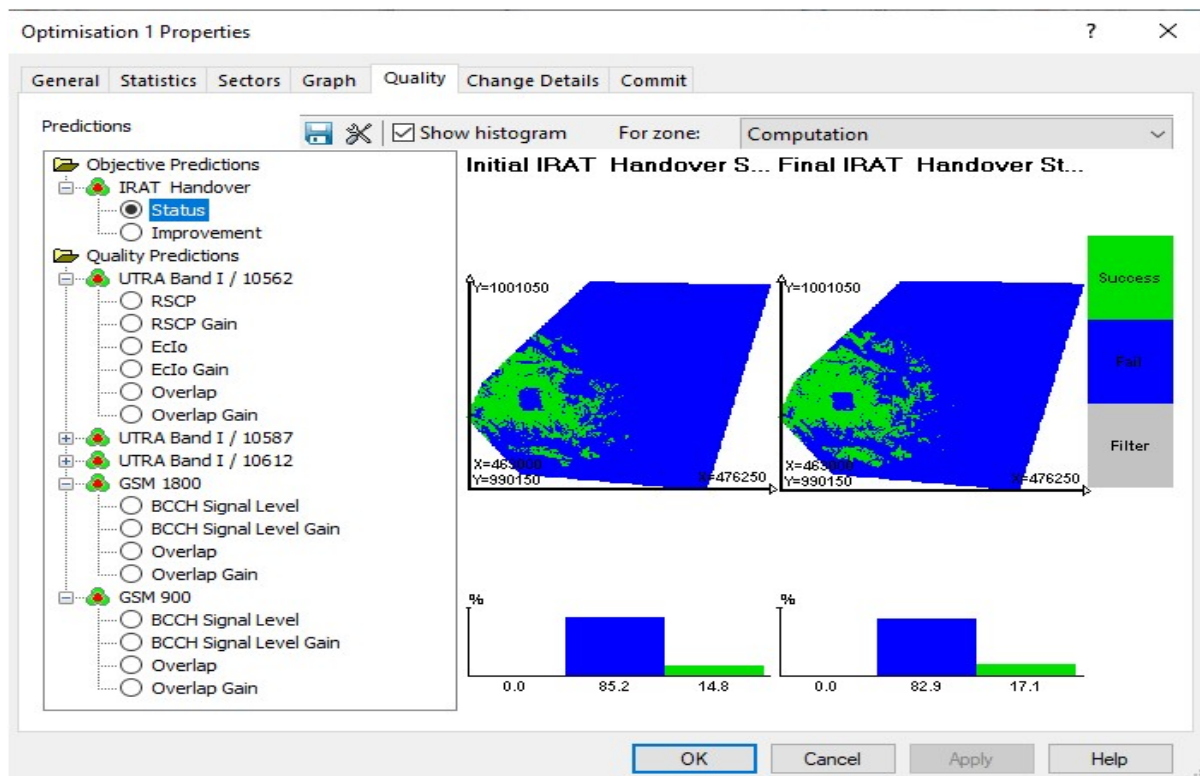 Optimisation 1 Properties
?
General Statistics Sectors Graph Quality Change Details Commit
Predictions
Show histogram For zone: Computation
Objective Predictions
IRAT Handover
Status
Improvement
Quality Predictions
UTRA Band I / 10562
RSCP
RSCP Gain
EcIo
EcIo Gain
Overlap
Overlap Gain
UTRA Band I / 10587
UTRA Band I / 10612
GSM 1800
BCCH Signal Level
BCCH Signal Level Gain
Overlap
Overlap Gain
GSM 900
BCCH Signal Level
BCCH Signal Level Gain
Overlap
Overlap Gain
Initial IRAT Handover S... Final IRAT Handover St...
Y=1001050
X=463000
Y=990150
X=476250
Y=1001050
X=463000
Y=990150
X=476250
Success
Fail
Filter
%
0.0 85.2 14.8
%
0.0 82.9 17.1
OK Cancel Apply Help